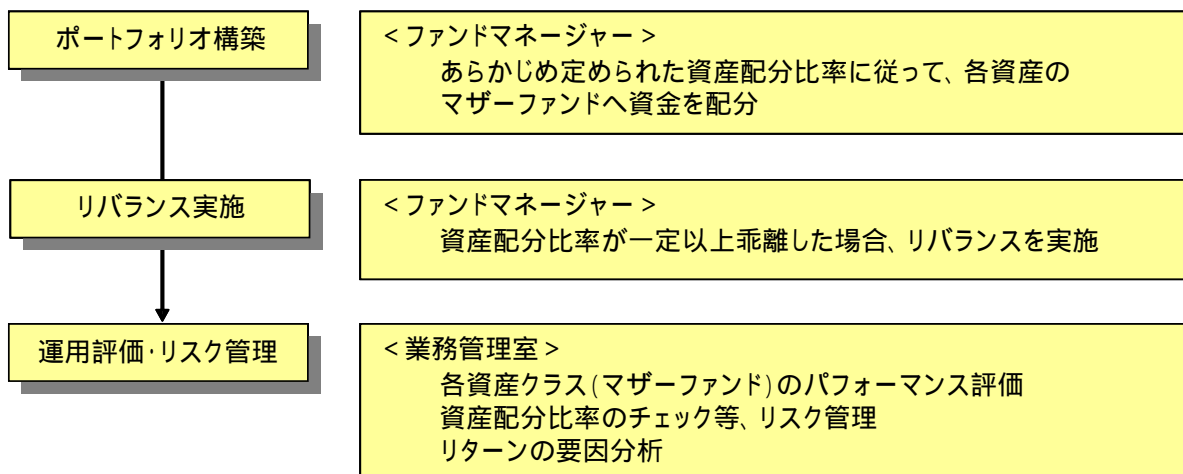 ポートフォリオ構築
<ファンドマネージャー>
あらかじめ定められた資産配分比率に従って、各資産の
マザーファンドへ資金を配分
リバランス実施
<ファンドマネージャー>
資産配分比率が一定以上乖離した場合、リバランスを実施
運用評価・リスク管理
<業務管理室>
各資産クラス(マザーファンド)のパフォーマンス評価
資産配分比率のチェック等、リスク管理
リターンの要因分析